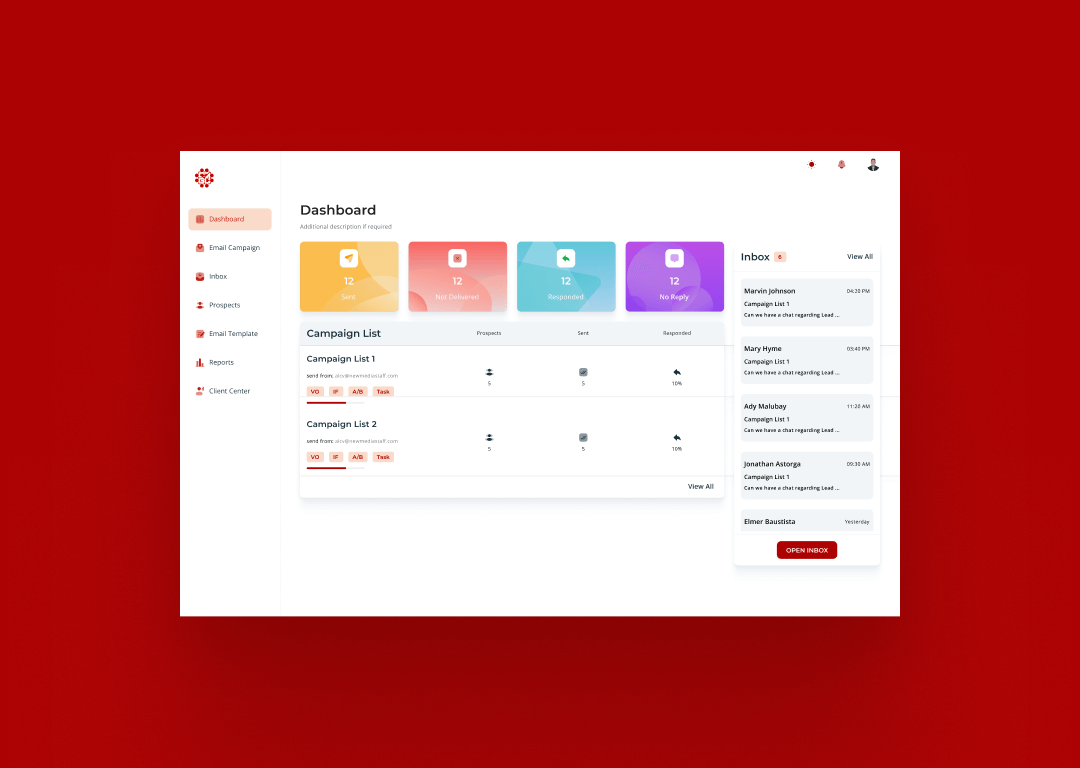 Dashboard
Email Campaign
Inbox
Prospects
Email Template
Reports
Client Center
Dashboard
Additional description if required
12
Sent
12
Not Delivered
12
Responded
12
No Reply
Campaign List
Prospects
Sent
Responded
Campaign List 1
send from: alcv@newmediastaff.com
VO IF A/B Task
5
5
10%
Campaign List 2
send from: alcv@newmediastaff.com
VO IF A/B Task
5
5
10%
View All
Inbox 6 View All
Marvin Johnson 04:20 PM
Campaign List 1
Can we have a chat regarding Lead ...
Mary Hyme 03:40 PM
Campaign List 1
Can we have a chat regarding Lead ...
Ady Malubay 11:20 AM
Campaign List 1
Can we have a chat regarding Lead ...
Jonathan Astorga 09:30 AM
Campaign List 1
Can we have a chat regarding Lead ...
Elmer Baustista Yesterday
OPEN INBOX